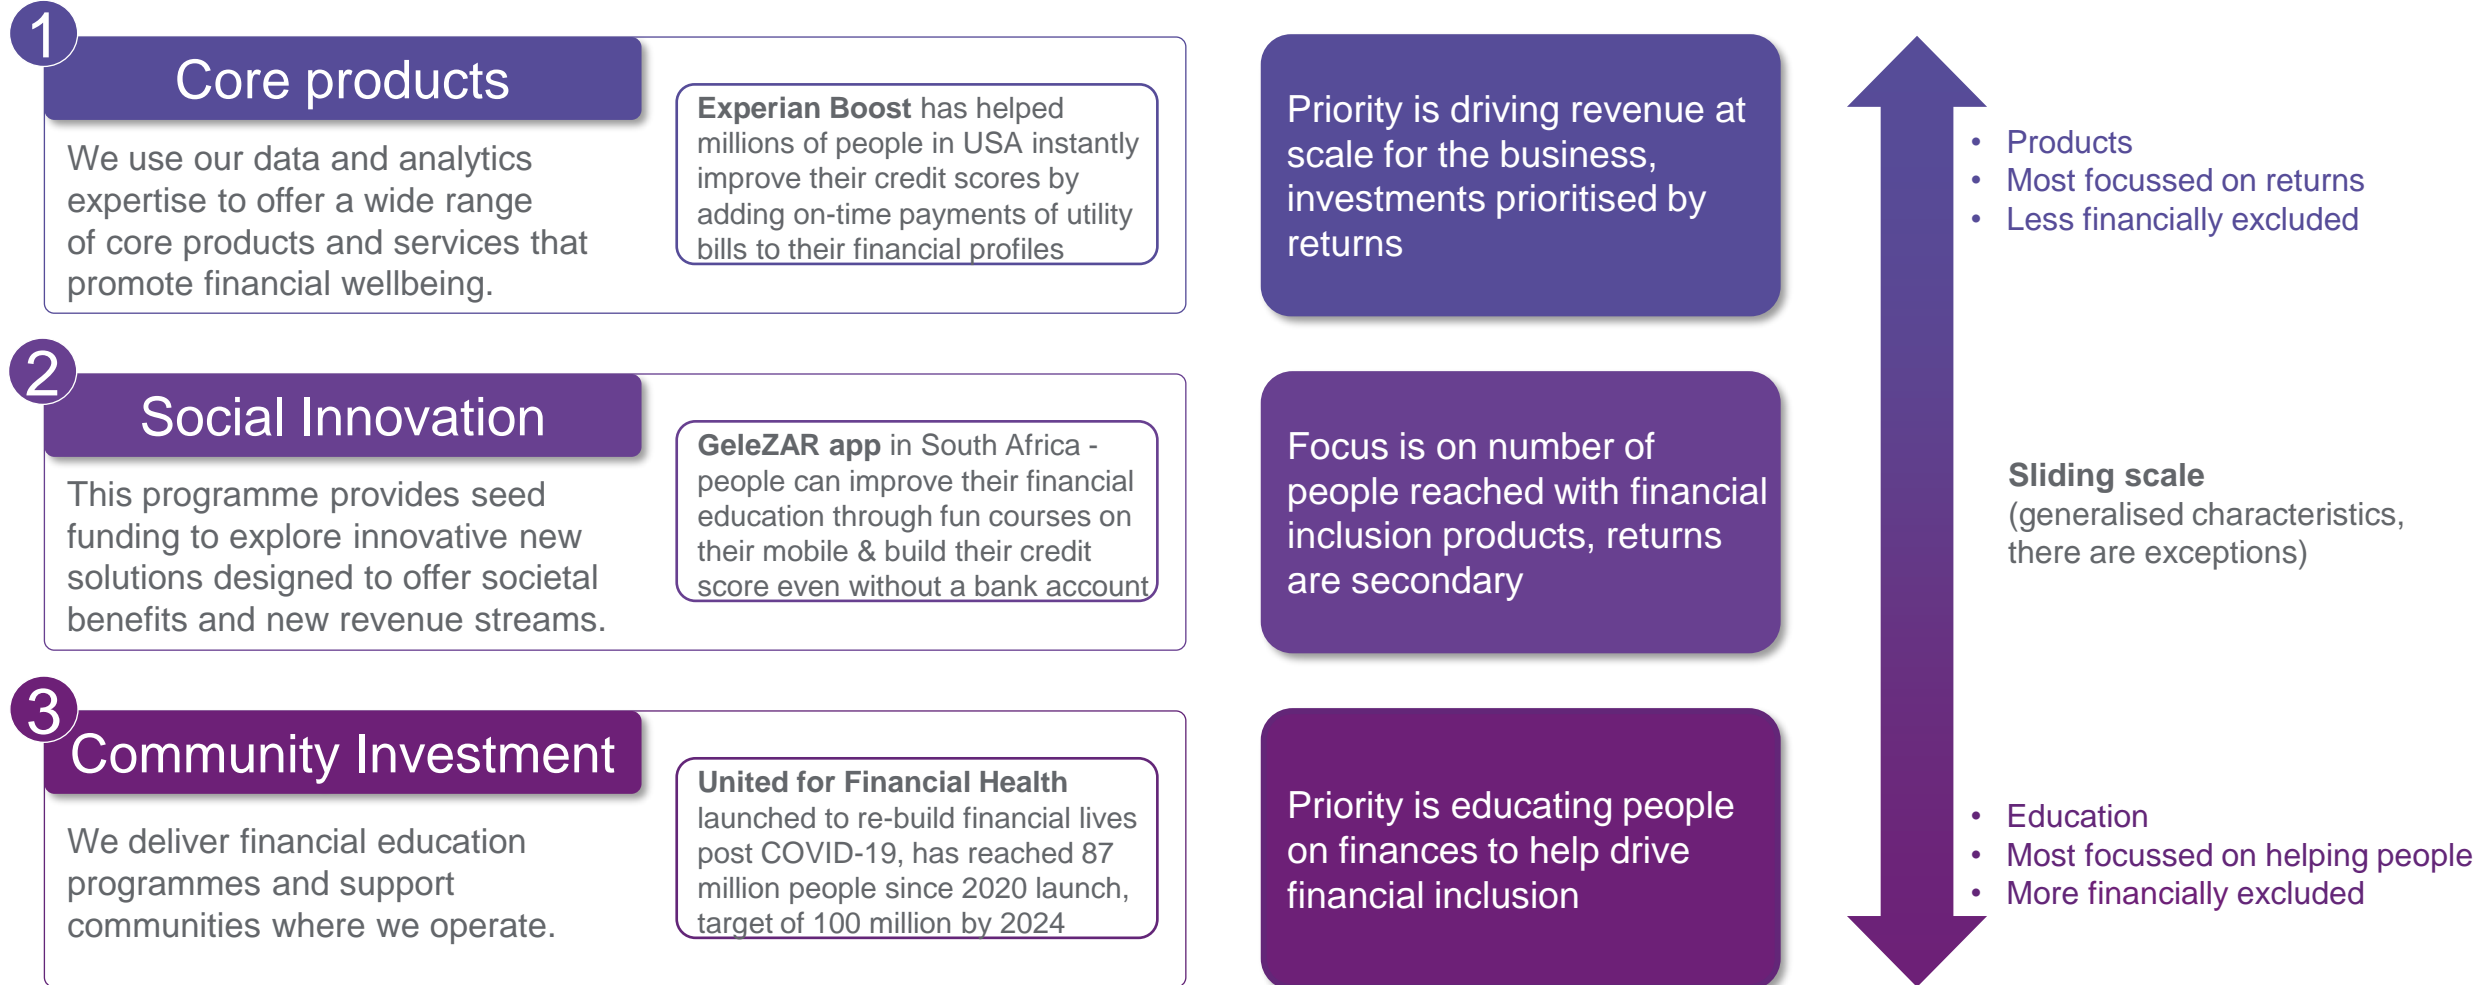 1
Core products
We use our data and analytics
expertise to offer a wide range
of core products and services that
promote financial wellbeing.
Experian Boost has helped
millions of people in USA instantly
improve their credit scores by
adding on-time payments of utility
bills to their financial profiles
Priority is driving revenue at
scale for the business,
investments prioritised by
returns
• Products
• Most focussed on returns
• Less financially excluded
2
Social Innovation
This programme provides seed
funding to explore innovative new
solutions designed to offer societal
benefits and new revenue streams.
GeleZAR app in South Africa -
people can improve their financial
education through fun courses on
their mobile & build their credit
score even without a bank account
Focus is on number of
people reached with financial
inclusion products, returns
are secondary
Sliding scale
(generalised characteristics,
there are exceptions)
3
Community Investment
We deliver financial education
programmes and support
communities where we operate.
United for Financial Health
launched to re-build financial lives
post COVID-19, has reached 87
million people since 2020 launch,
target of 100 million by 2024
Priority is educating people
on finances to help drive
financial inclusion
• Education
• Most focussed on helping people
• More financially excluded